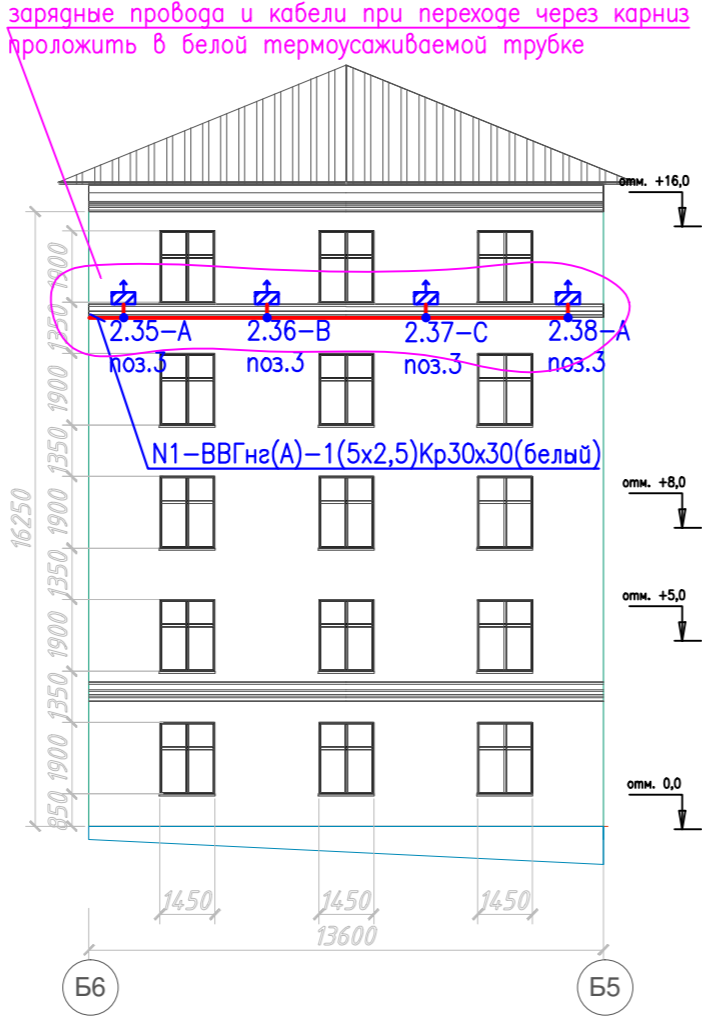 зарядные провода и кабели при переходе через карниз
проложить в белой термоусаживаемой трубке
отм. +16,0
1900
1350
2.35-А
поз.3
2.36-В
поз.3
2.37-С
поз.3
2.38-А
поз.3
1900
N1-ВВГнг(А)-1(5х2,5)Кр30х30(белый)
1350
отм. +8,0
16250
1900
1350
отм. +5,0
1900
1350
1900
отм. 0,0
850
1450
1450
1450
13600
Б6
Б5